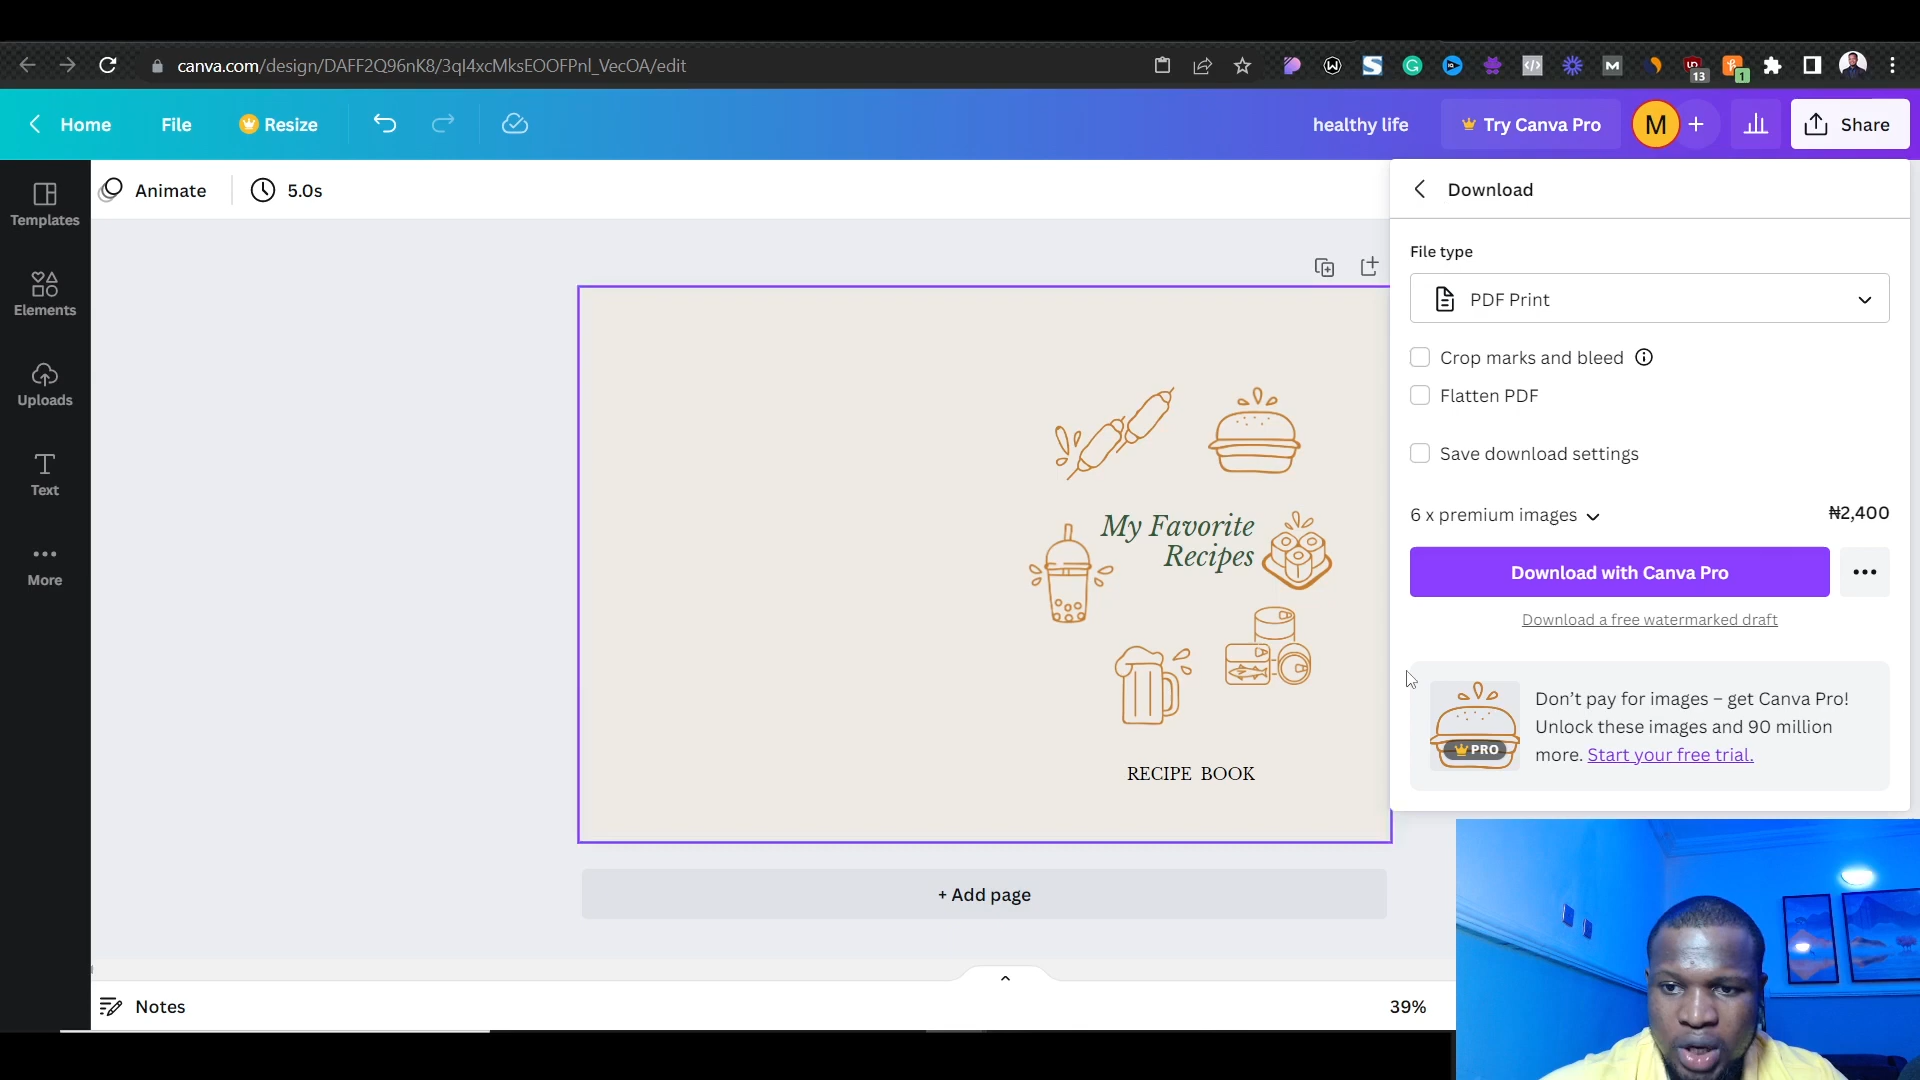 canva.com/design/DAFF2Q96nK8/3ql4xcMksEOOFPnl_VecOA/edit
13
1
Home
File
Resize
healthy life
Try Canva Pro
M
Share
Templates
Elements
Uploads
Text
More
Animate
5.0s
My Favorite
Recipes
RECIPE BOOK
+ Add page
Notes
39%
Download
File type
PDF Print
Crop marks and bleed
Flatten PDF
Save download settings
6 x premium images
₦2,400
Download with Canva Pro
Download a free watermarked draft
PRO
Don’t pay for images – get Canva Pro!
Unlock these images and 90 million
more. Start your free trial.